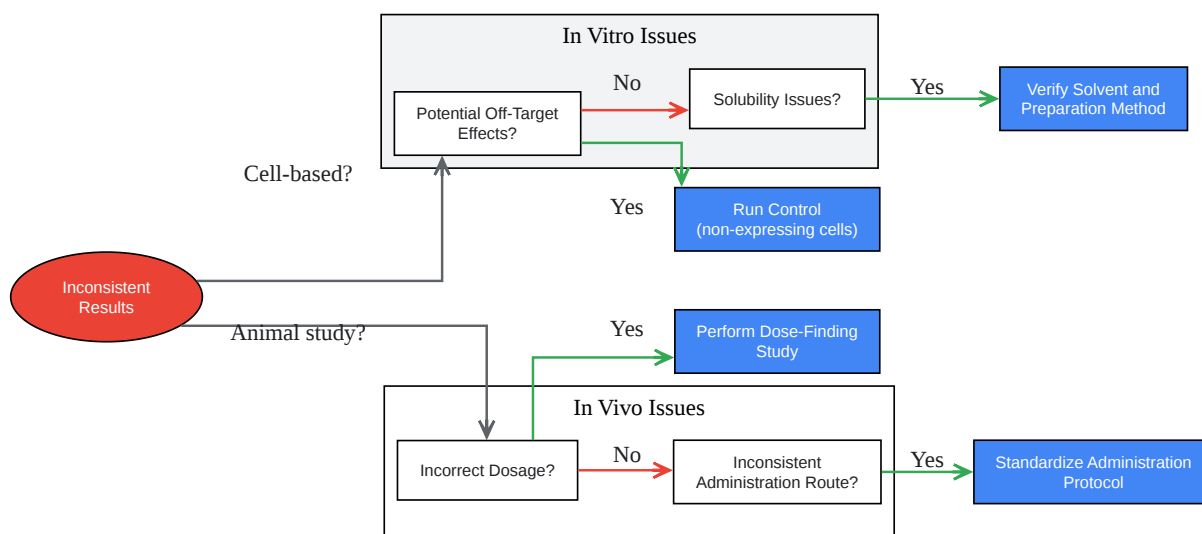 In Vitro Issues
No
Potential Off-Target
Effects?
Solubility Issues?
Yes
Verify Solvent and
Preparation Method
Cell-based?
Yes
Run Control
(non-expressing cells)
Inconsistent
Results
Animal study?
Yes
Perform Dose-Finding
Study
In Vivo Issues
Incorrect Dosage?
No
Inconsistent
Administration Route?
Yes
Standardize Administration
Protocol